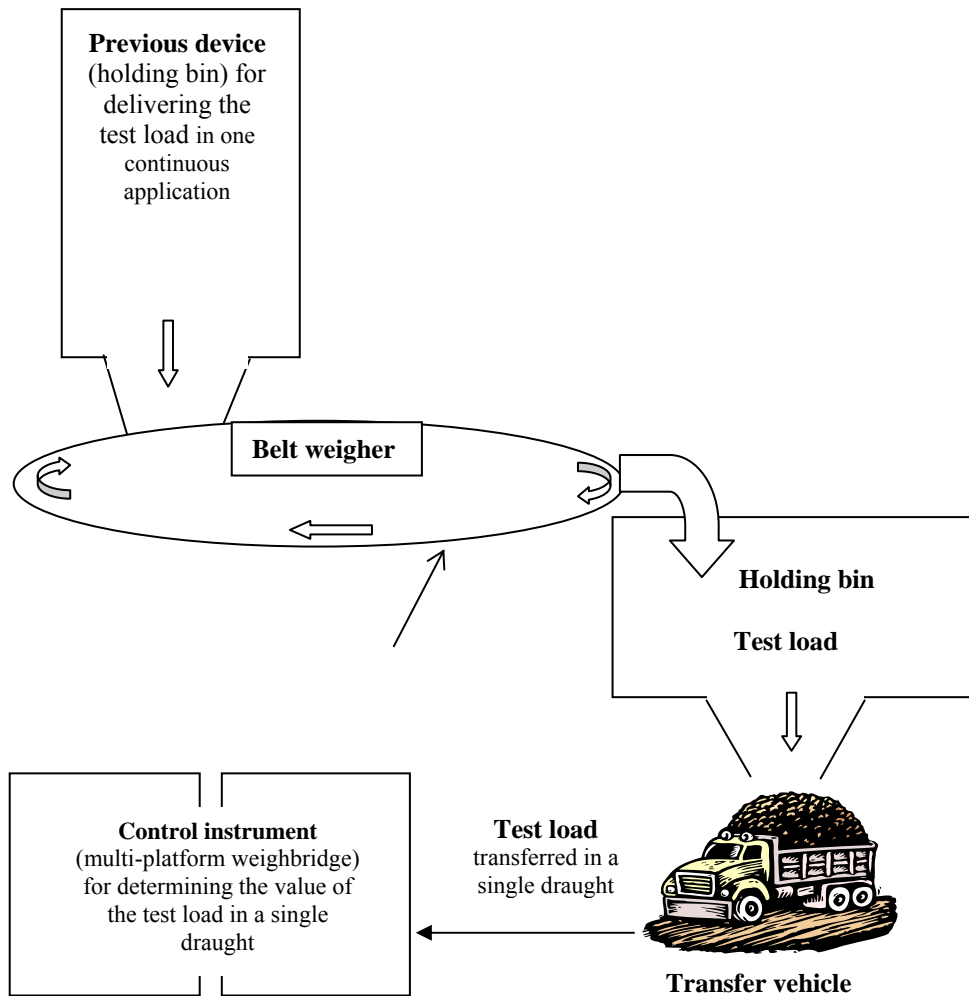 Previous device
(holding bin) for
delivering the
test load in one
continuous
application
Belt weigher
Holding bin
Test load
Control instrument
(multi-platform weighbridge)
for determining the value of
the test load in a single
draught
Test load
transferred in a
single draught
Transfer vehicle